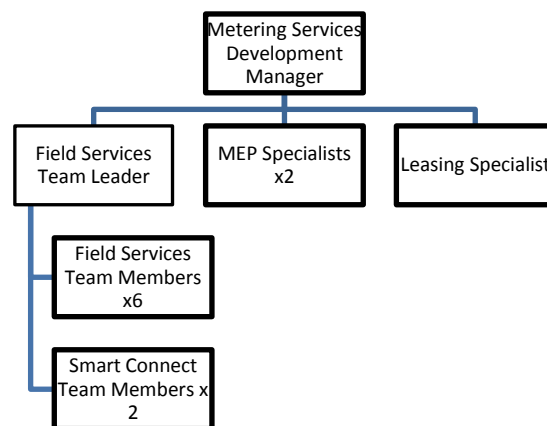 Metering Services
Development
Manager
Field Services
Team Leader
MEP Specialists
x2
Leasing Specialist
Field Services
Team Members
x6
Smart Connect
Team Members x
2